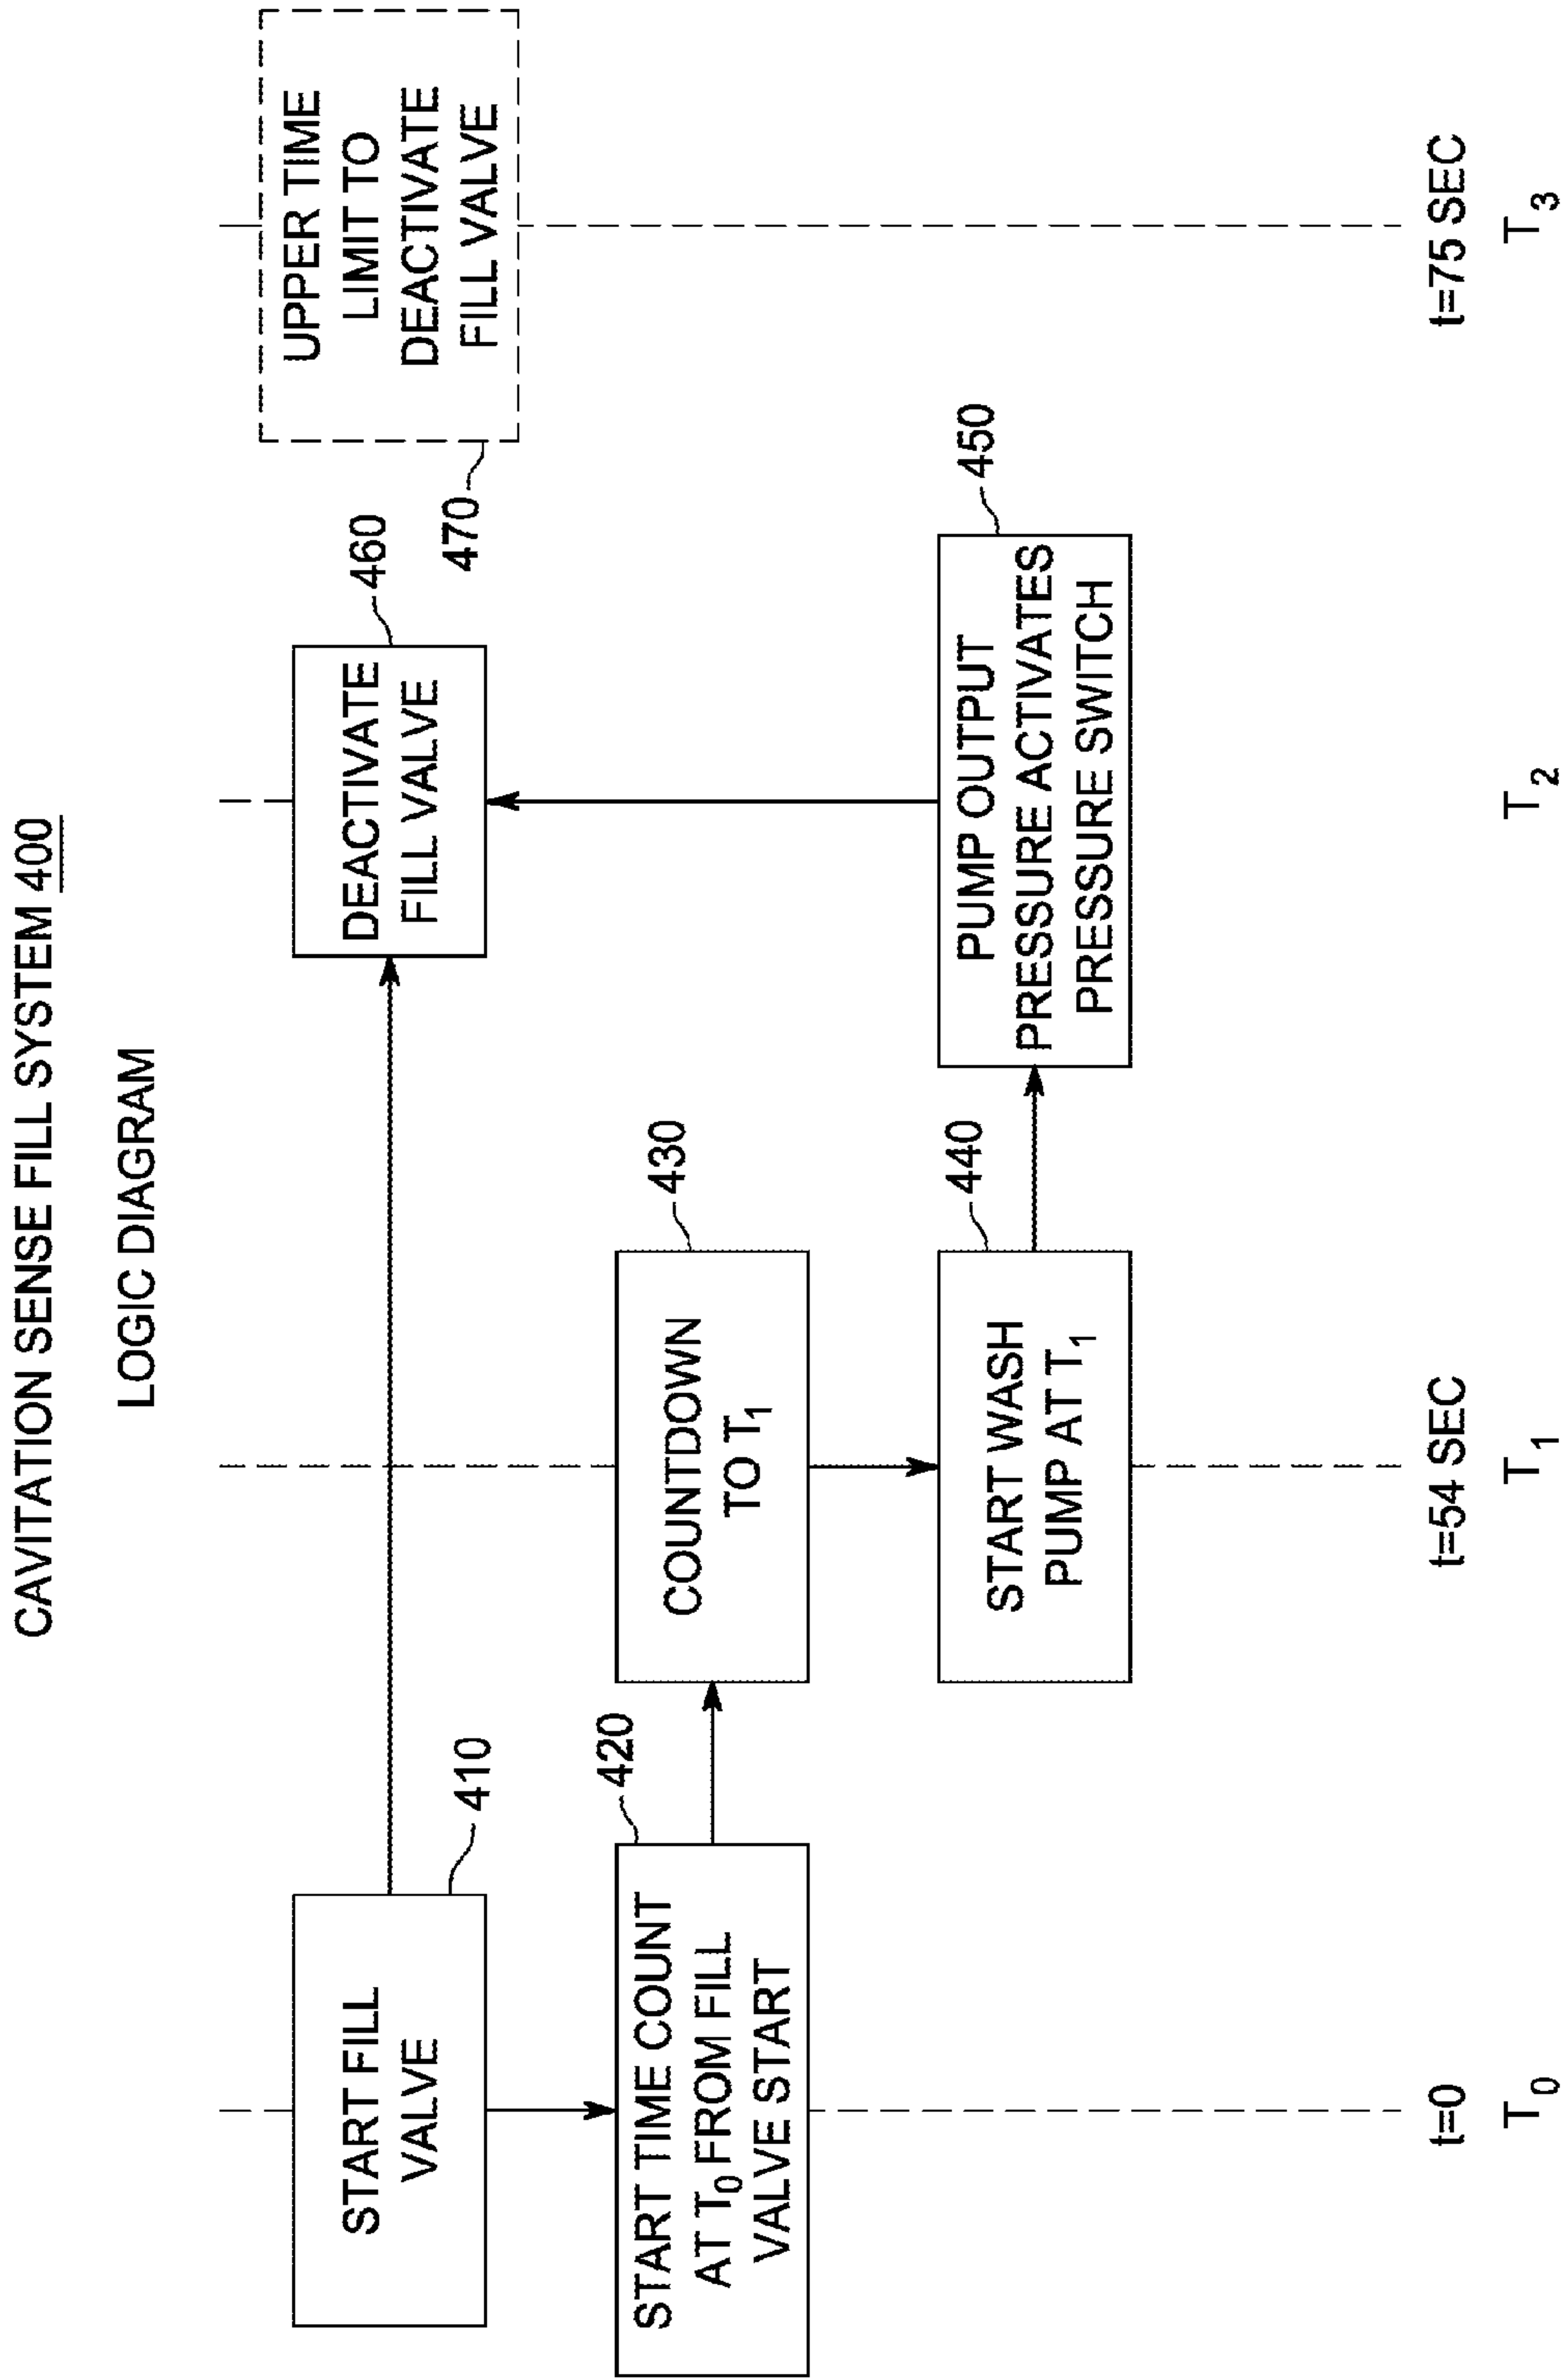 CAVITATION SENSE FILL SYSTEM 400
LOGIC DIAGRAM
START FILL
VALVE
410
DEACTIVATE
FILL VALVE
460
UPPER TIME
LIMIT TO
DEACTIVATE
FILL VALVE
470
START TIME COUNT
AT T0 FROM FILL
VALVE START
420
COUNTDOWN
TO T1
430
START WASH
PUMP AT T1
440
PUMP OUTPUT
PRESSURE ACTIVATES
PRESSURE SWITCH
450
t=0
t=54 SEC
t=75 SEC
T0
T1
T2
T3